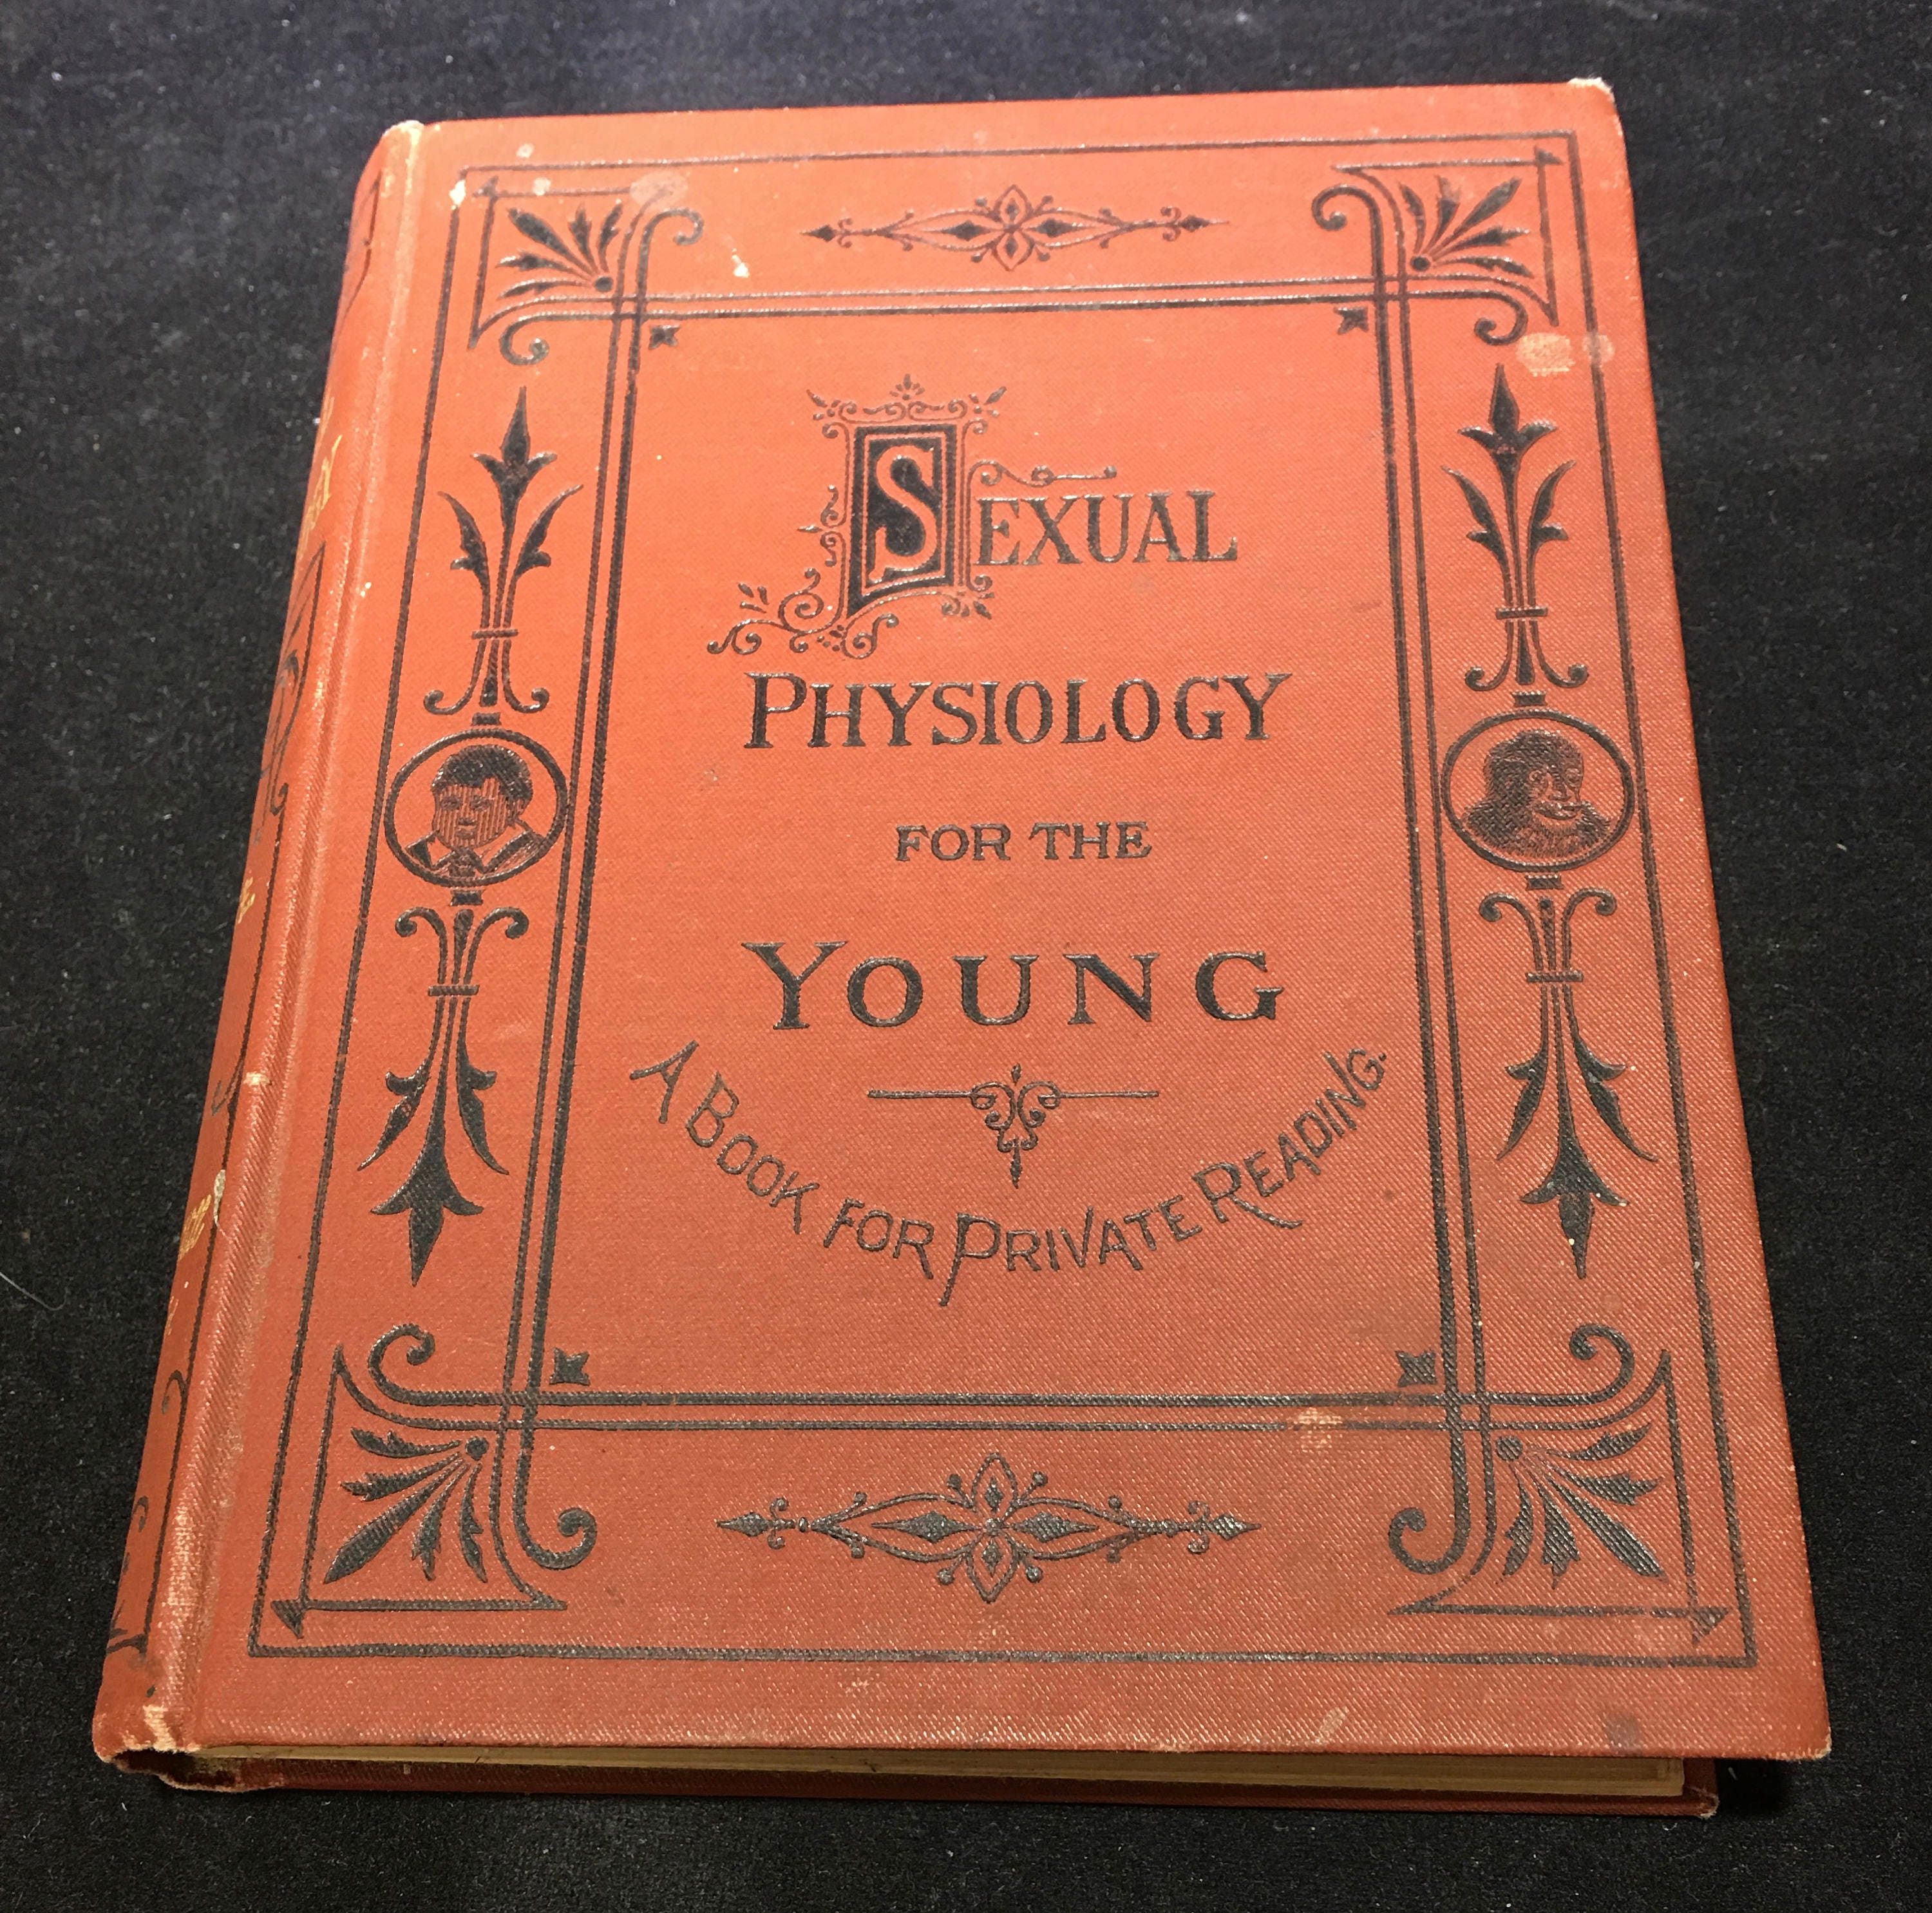 SEXUAL
PHYSIOLOGY
FOR THE
YOUNG
A BOOK FOR PRIVATE READING.